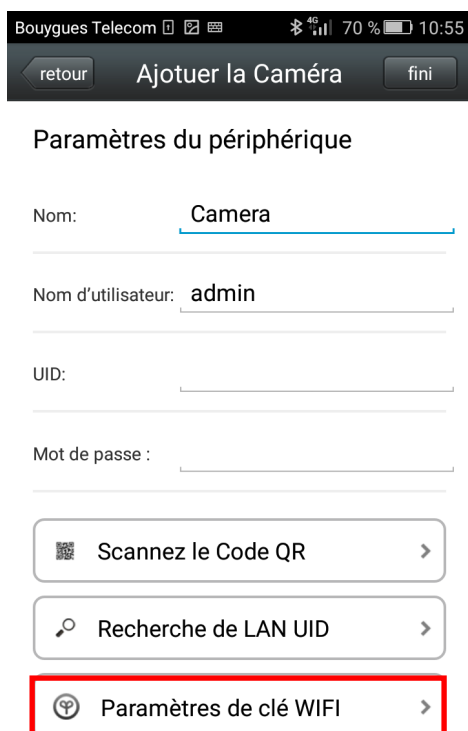 Bouygues Telecom 4G 70 % 10:55
retour Ajotuer la Caméra fini
Paramètres du périphérique
Nom: Camera
Nom d'utilisateur: admin
UID:
Mot de passe :
Scannez le Code QR
Recherche de LAN UID
Paramètres de clé WIFI